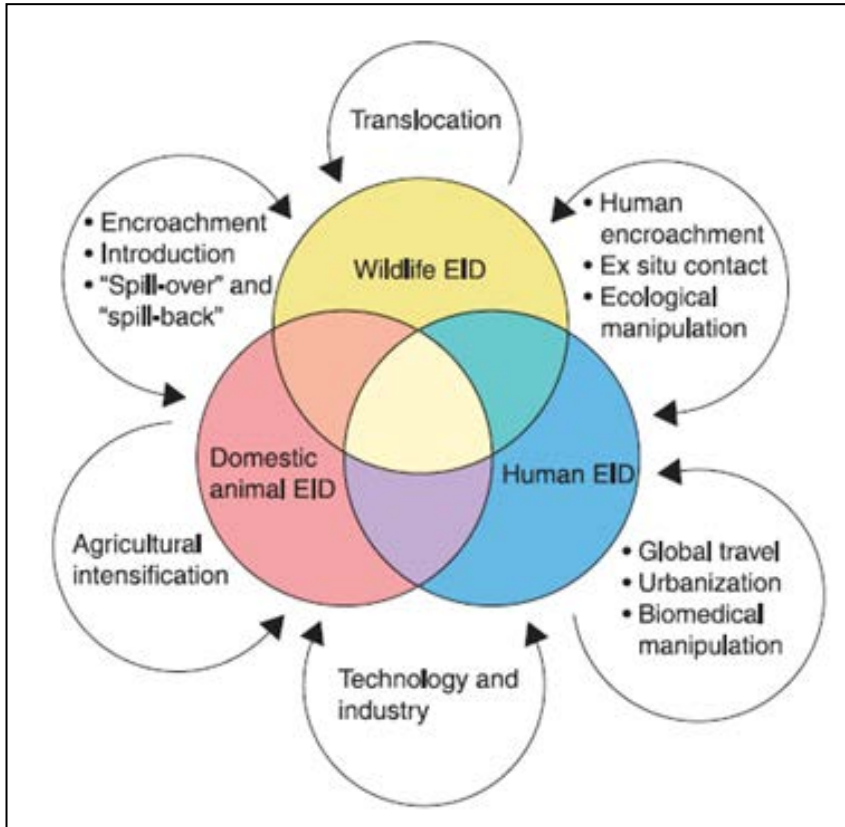 Translocation
• Encroachment
• Introduction
• "Spill-over" and
"spill-back"
• Human
encroachment
• Ex situ contact
• Ecological
manipulation
Wildlife EID
Domestic
animal EID
Human EID
Agricultural
intensification
• Global travel
• Urbanization
• Biomedical
manipulation
Technology and
industry